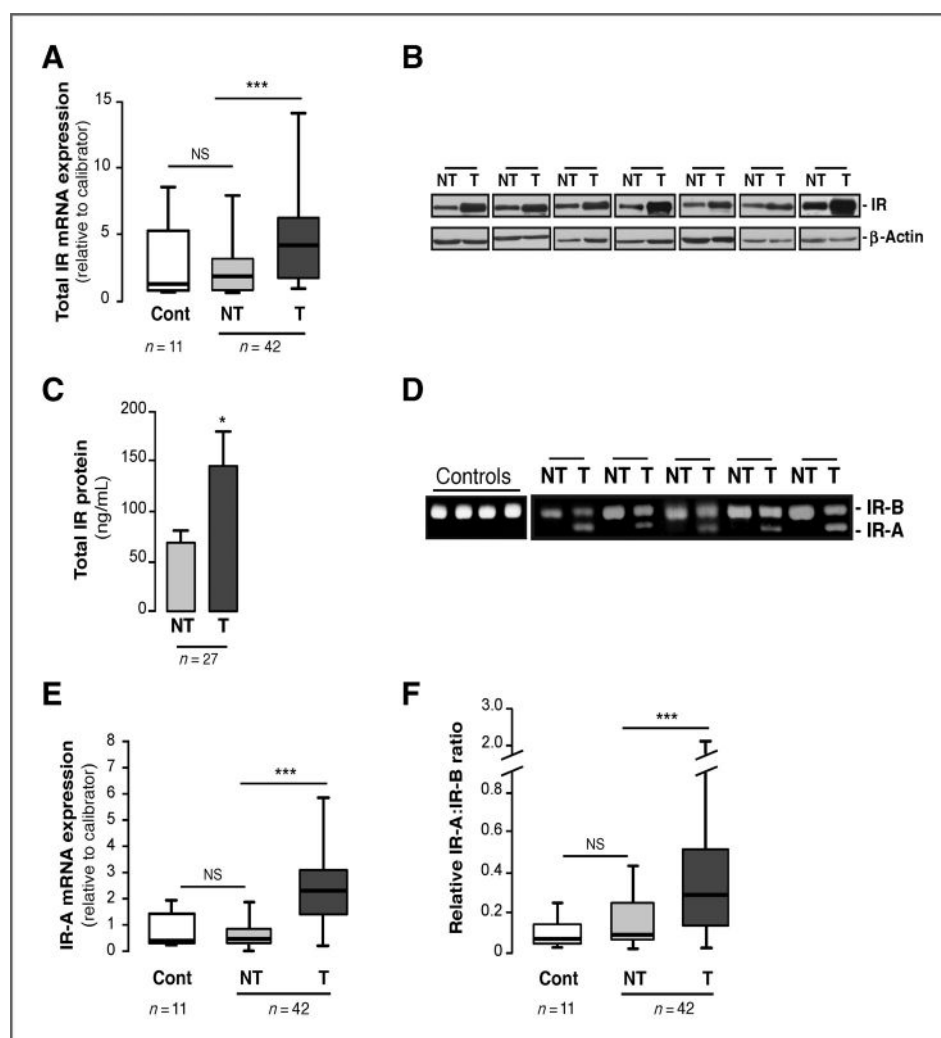 A
Total IR mRNA expression
(relative to calibrator)
15
10
5
0
NS
***
Cont NT T
n = 11 n = 42
B
NT T NT T NT T NT T NT T NT T NT T
- IR
- β-Actin
C
Total IR protein
(ng/mL)
200
150
100
50
0
*
NT T
n = 27
D
Controls
NT T NT T NT T NT T NT T
- IR-B
- IR-A
E
IR-A mRNA expression
(relative to calibrator)
8
7
6
5
4
3
2
1
0
NS
***
Cont NT T
n = 11 n = 42
F
Relative IR-A:IR-B ratio
3.0
2.0
0.8
0.6
0.4
0.2
0
NS
***
Cont NT T
n = 11 n = 42